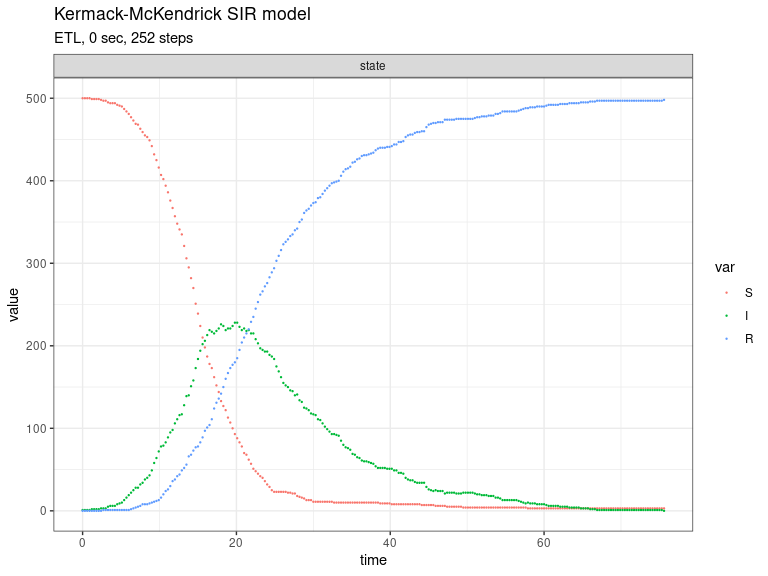 Kermack-McKendrick SIR model
ETL, 0 sec, 252 steps
state
500
400
300
200
100
0
value
0 20 40 60
time
var
S
I
R